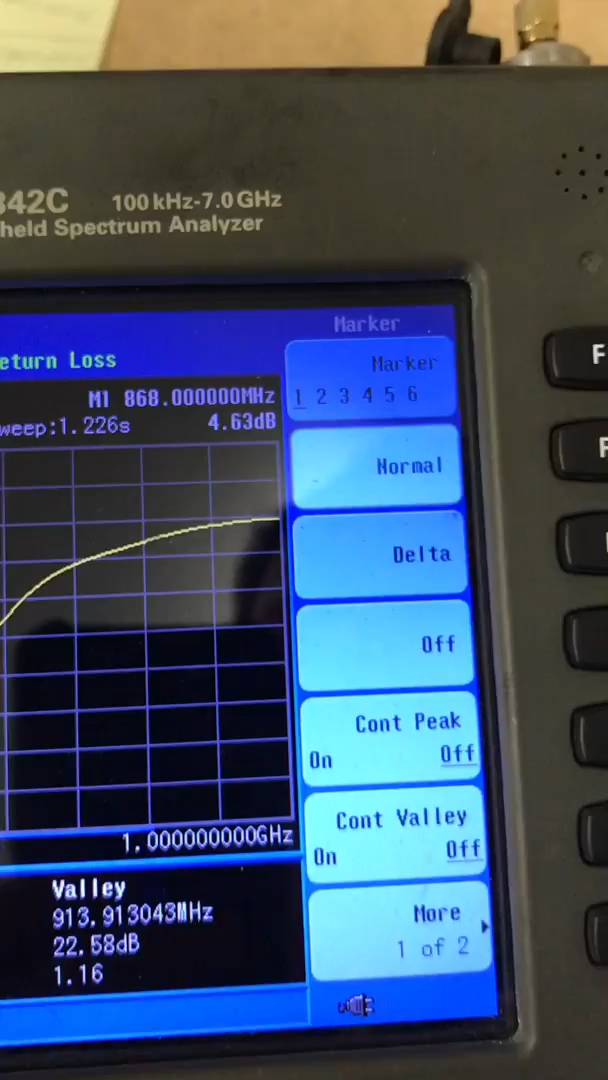 342C 100 kHz-7.0 GHz
held Spectrum Analyzer
Marker
eturn Loss
Marker
M1 868.000000MHz
1 2 3 4 5 6
weep:1.226s 4.63dB
Normal
Delta
Off
Cont Peak
On Off
Cont Valley
1.000000000GHz
On Off
Valley
913.913043MHz
More
22.58dB
1 of 2
1.16
F
F